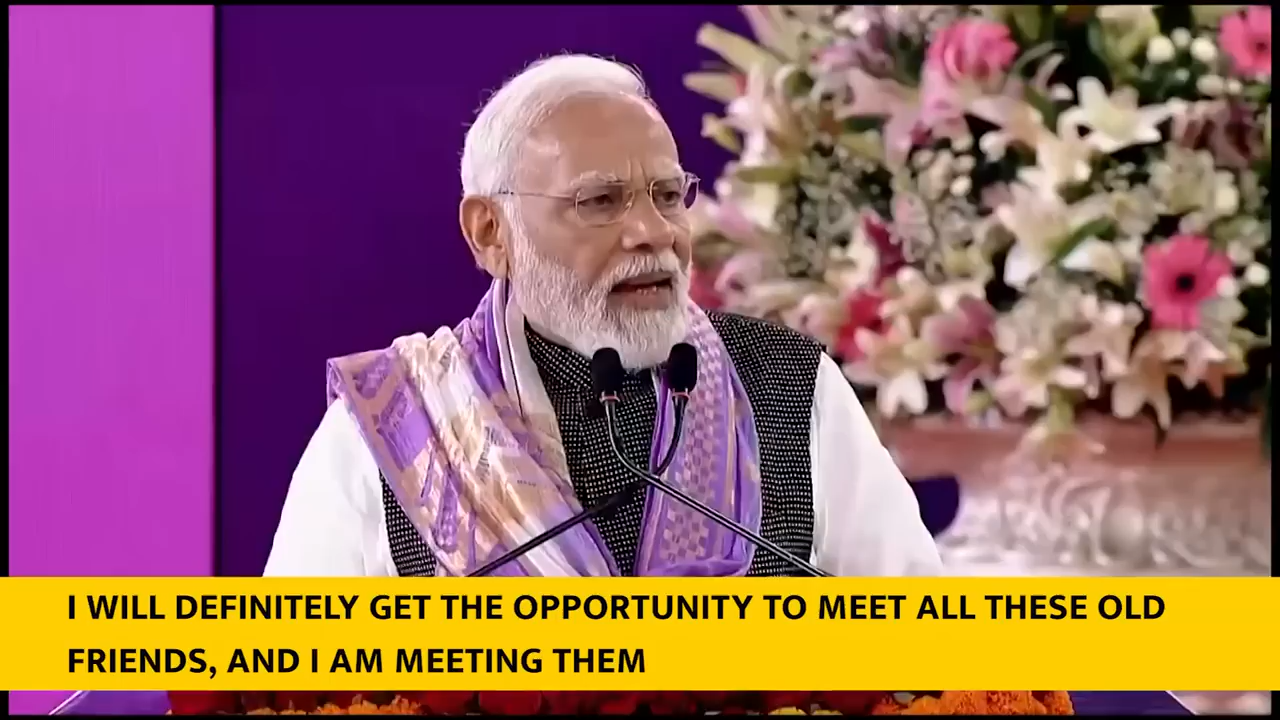 I WILL DEFINITELY GET THE OPPORTUNITY TO MEET ALL THESE OLD
FRIENDS, AND I AM MEETING THEM